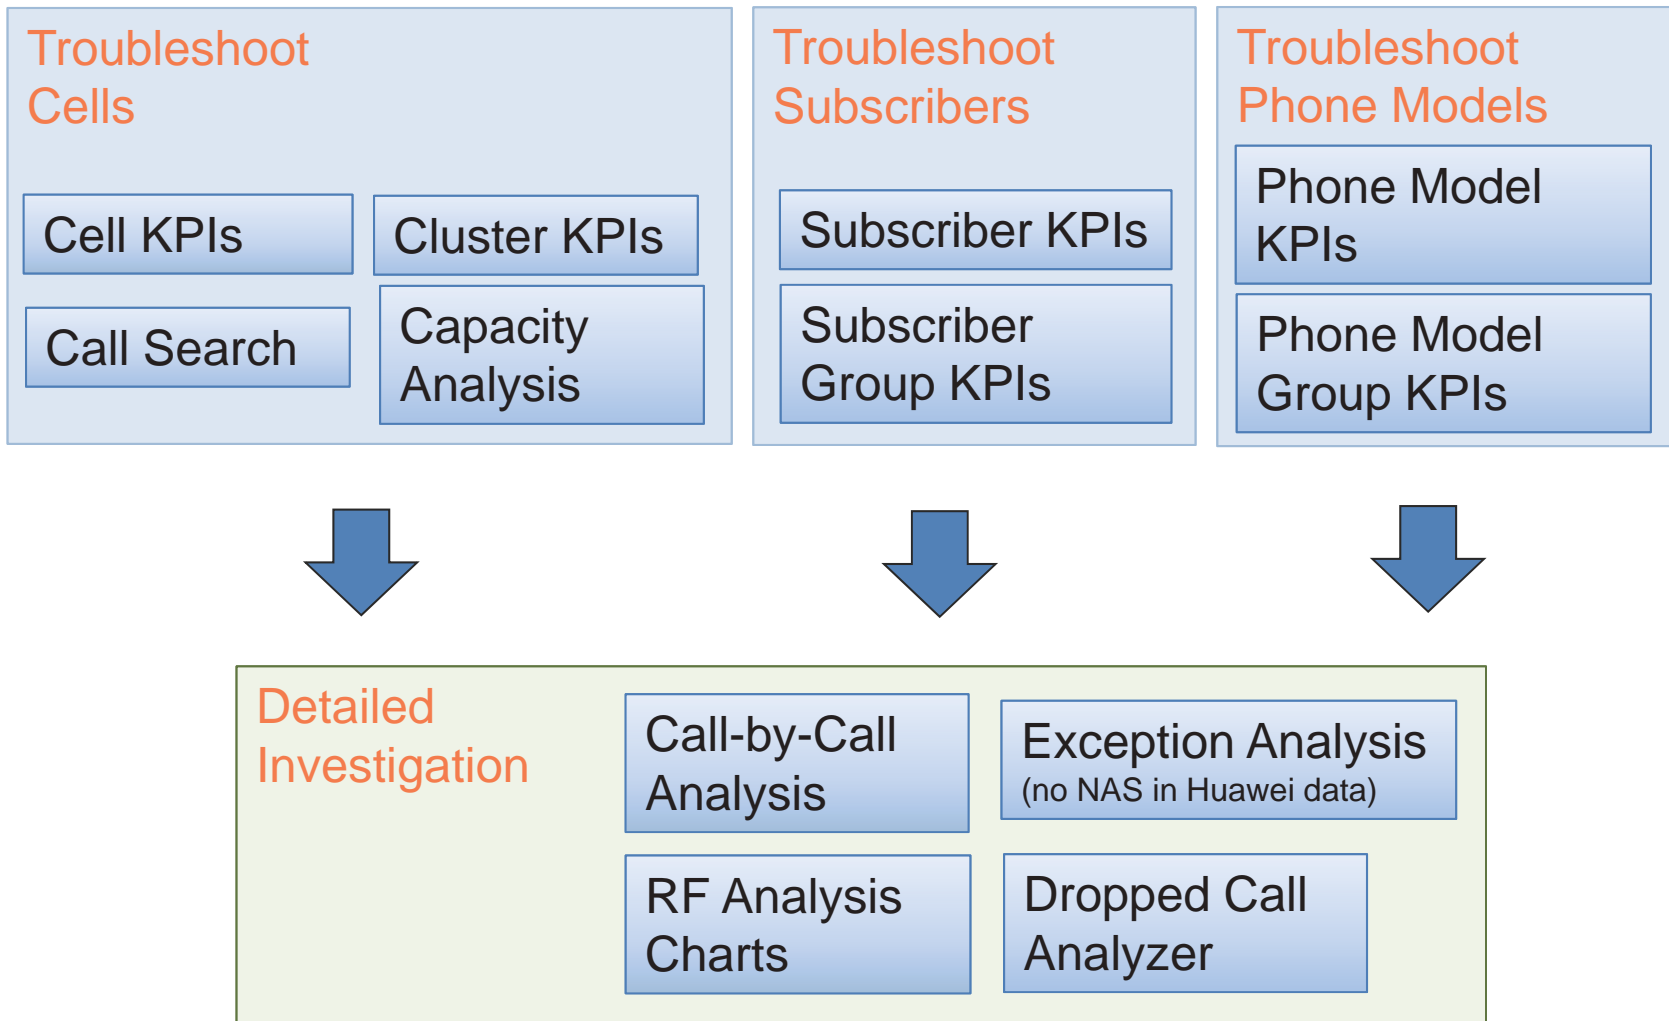 Troubleshoot
Cells
Cell KPIs
Cluster KPIs
Call Search
Capacity
Analysis
Troubleshoot
Subscribers
Subscriber KPIs
Subscriber
Group KPIs
Troubleshoot
Phone Models
Phone Model
KPIs
Phone Model
Group KPIs
Detailed
Investigation
Call-by-Call
Analysis
Exception Analysis
(no NAS in Huawei data)
RF Analysis
Charts
Dropped Call
Analyzer